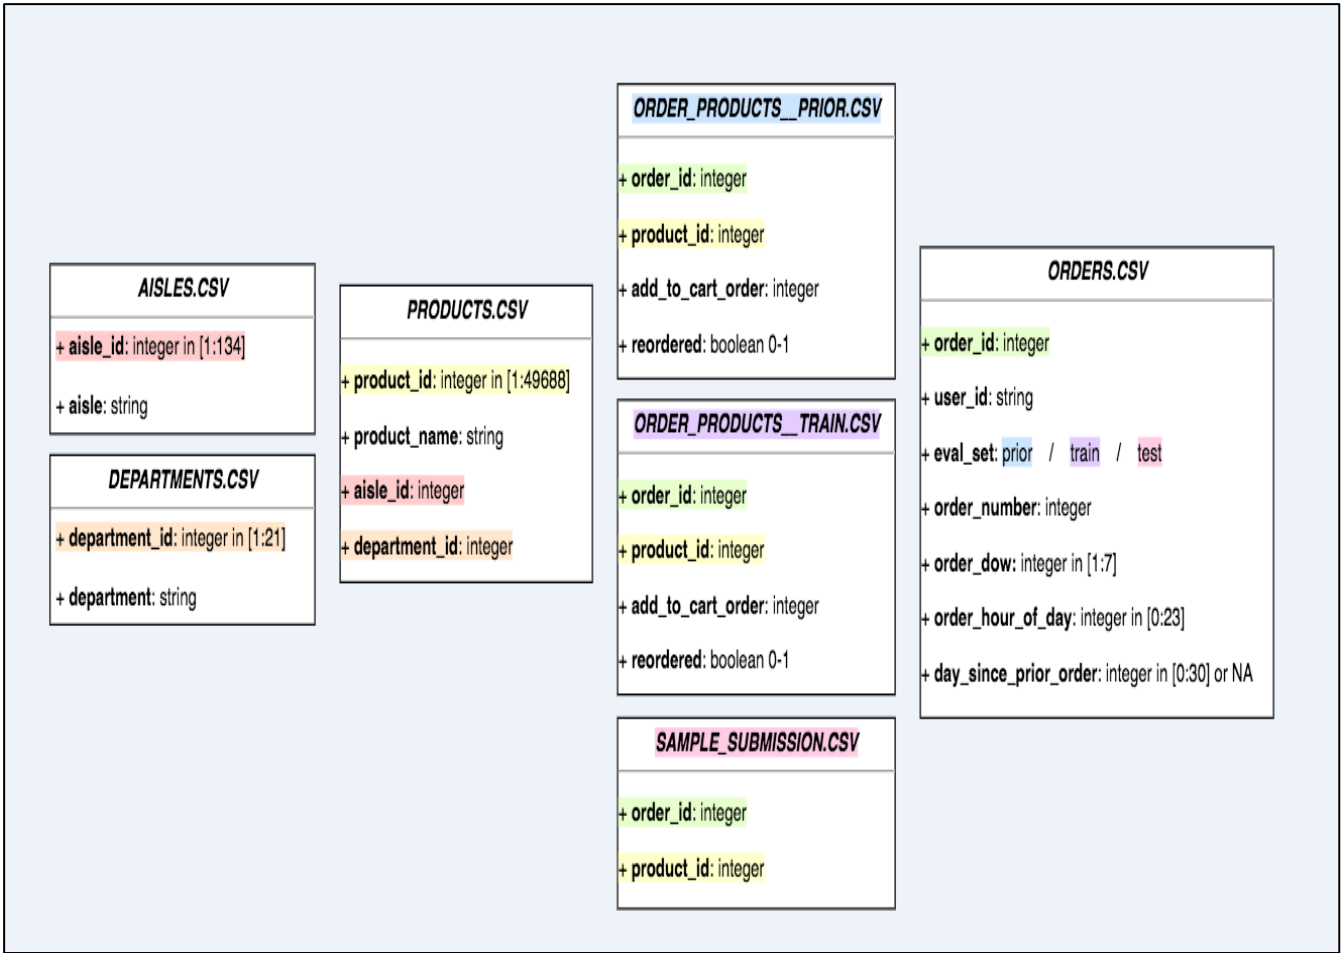 AISLES.CSV
+ aisle_id: integer in [1:134]
+ aisle: string
DEPARTMENTS.CSV
+ department_id: integer in [1:21]
+ department: string
PRODUCTS.CSV
+ product_id: integer in [1:49688]
+ product_name: string
+ aisle_id: integer
+ department_id: integer
ORDER_PRODUCTS__PRIOR.CSV
+ order_id: integer
+ product_id: integer
+ add_to_cart_order: integer
+ reordered: boolean 0-1
ORDER_PRODUCTS__TRAIN.CSV
+ order_id: integer
+ product_id: integer
+ add_to_cart_order: integer
+ reordered: boolean 0-1
SAMPLE_SUBMISSION.CSV
+ order_id: integer
+ product_id: integer
ORDERS.CSV
+ order_id: integer
+ user_id: string
+ eval_set: prior / train / test
+ order_number: integer
+ order_dow: integer in [1:7]
+ order_hour_of_day: integer in [0:23]
+ day_since_prior_order: integer in [0:30] or NA